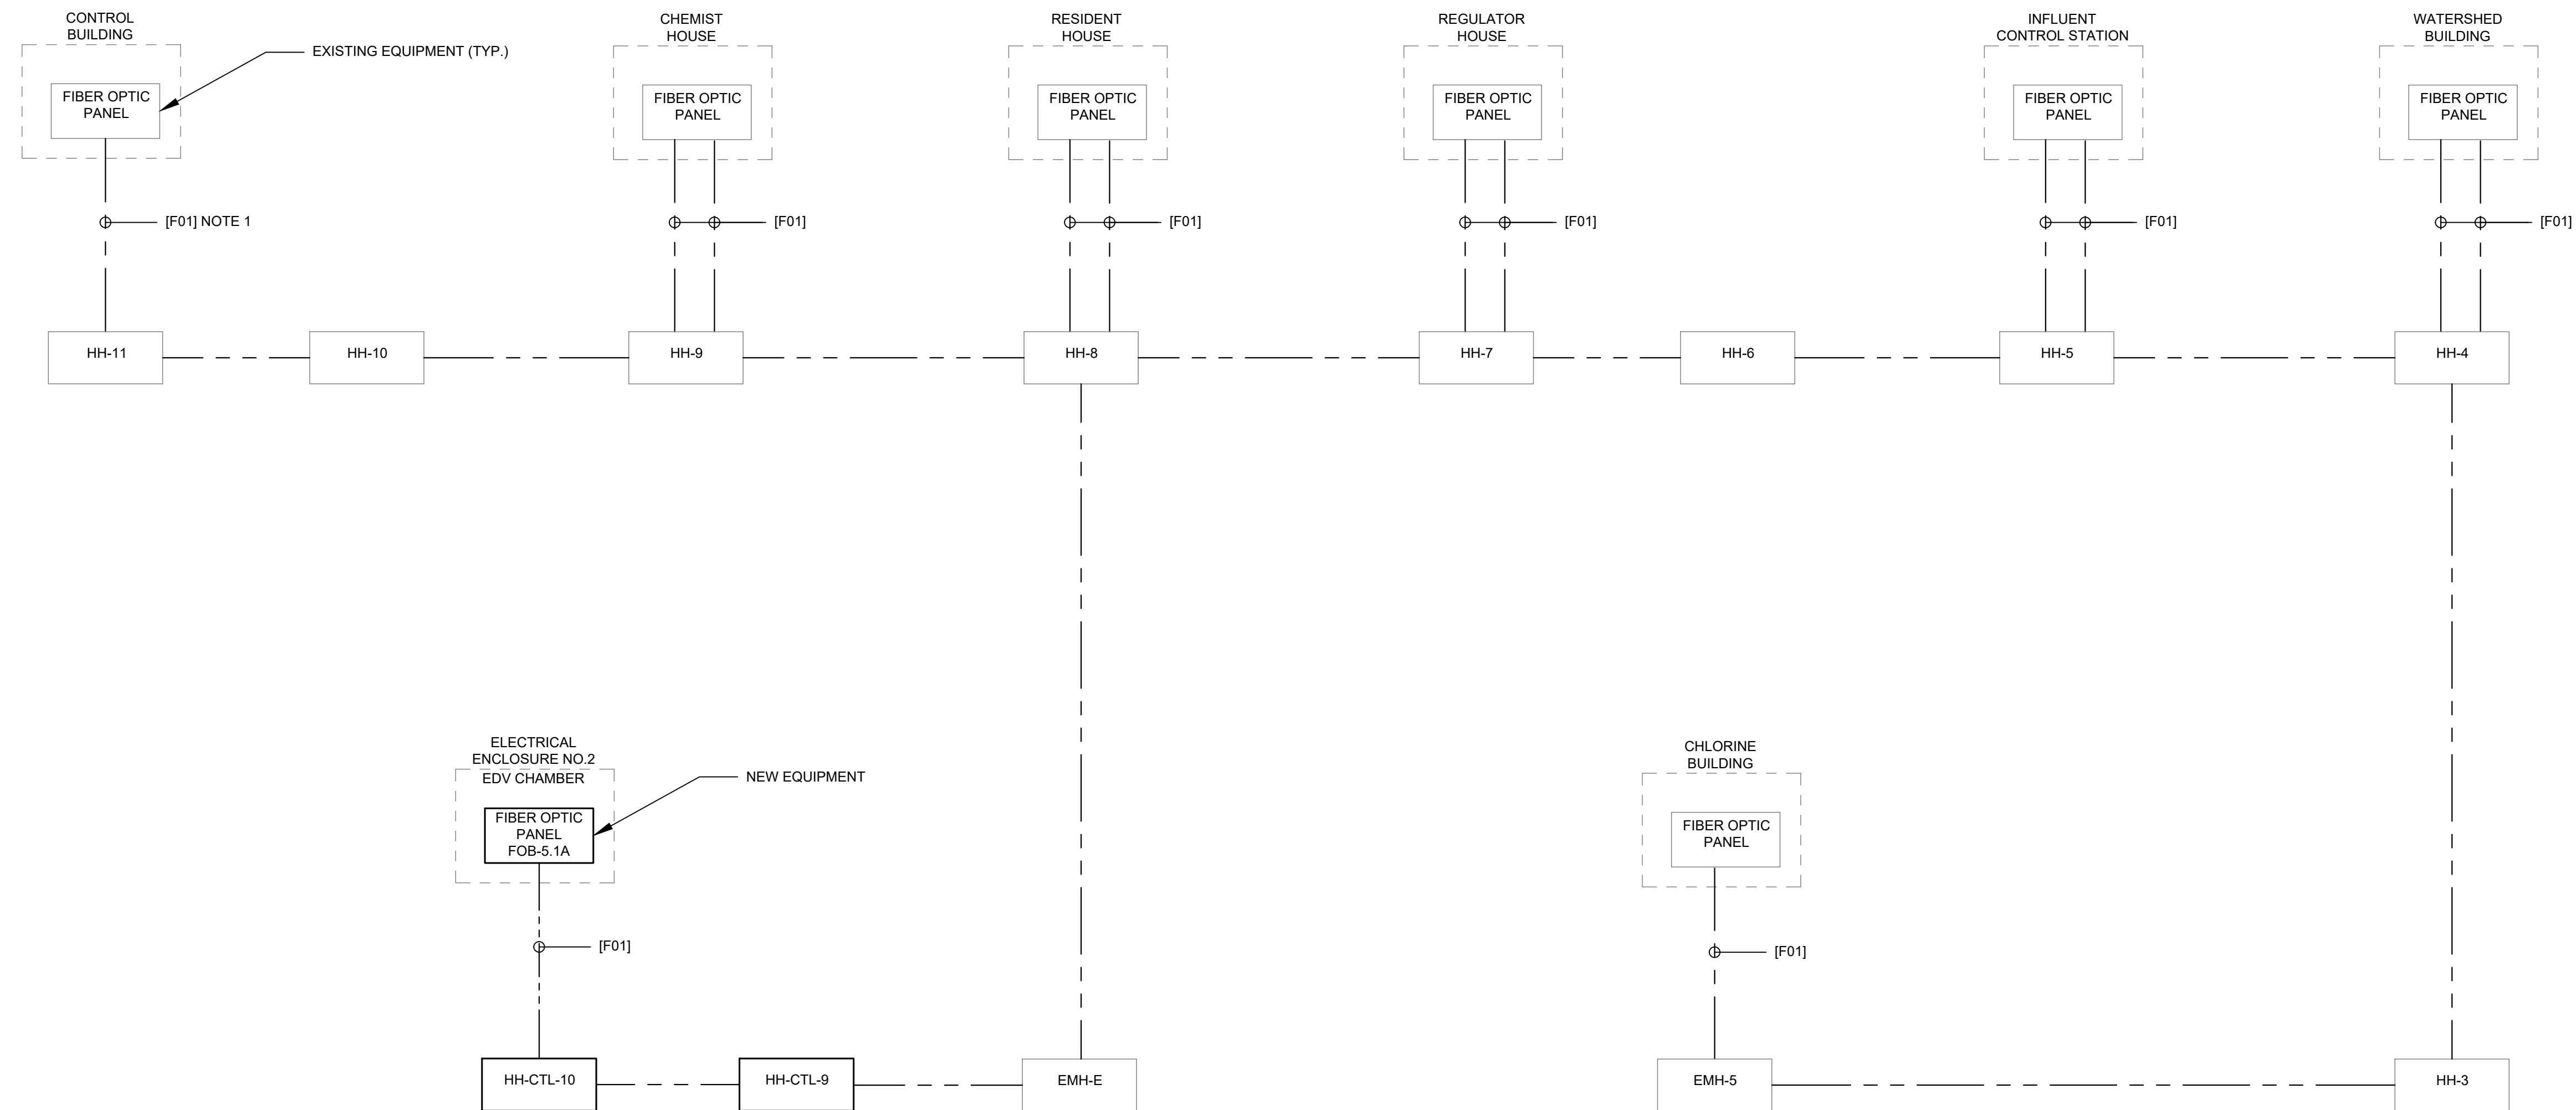 CONTROL
BUILDING
EXISTING EQUIPMENT (TYP.)
FIBER OPTIC
PANEL
[F01] NOTE 1
CHEMIST
HOUSE
FIBER OPTIC
PANEL
[F01]
RESIDENT
HOUSE
FIBER OPTIC
PANEL
[F01]
REGULATOR
HOUSE
FIBER OPTIC
PANEL
[F01]
INFLUENT
CONTROL STATION
FIBER OPTIC
PANEL
[F01]
WATERSHED
BUILDING
FIBER OPTIC
PANEL
[F01]
HH-11
HH-10
HH-9
HH-8
HH-7
HH-6
HH-5
HH-4
ELECTRICAL
ENCLOSURE NO.2
EDV CHAMBER
NEW EQUIPMENT
FIBER OPTIC
PANEL
FOB-5.1A
[F01]
CHLORINE
BUILDING
FIBER OPTIC
PANEL
[F01]
HH-CTL-10
HH-CTL-9
EMH-E
EMH-5
HH-3